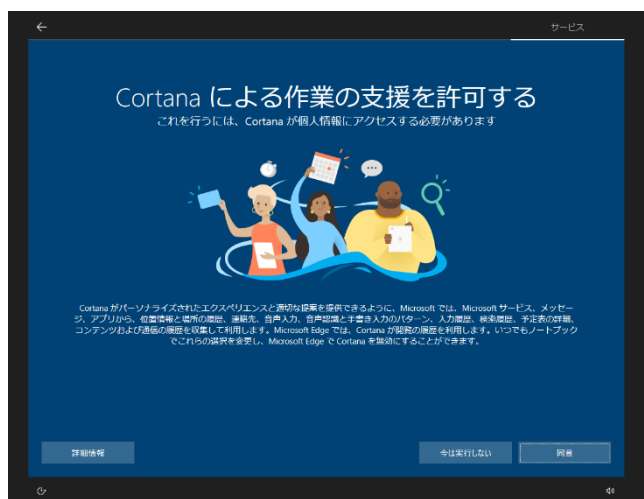 サービス
Cortana による作業の支援を許可する
これを行うには、Cortana が個人情報にアクセスする必要があります
Cortana がパーソナライズされたエクスペリエンスと適切な提案を提供できるように、Microsoft では、Microsoft サービス、メッセー
ジ、アプリから、位置情報と場所の履歴、連絡先、音声入力、音声認識と手書き入力のパターン、入力履歴、検索履歴、予定表の詳細、
コンテンツおよび通信の履歴を収集して利用します。Microsoft Edge では、Cortana が閲覧の履歴を利用します。いつでもノートブック
でこれらの選択を変更し、Microsoft Edge で Cortana を無効にすることができます。
詳細情報
今は実行しない
同意